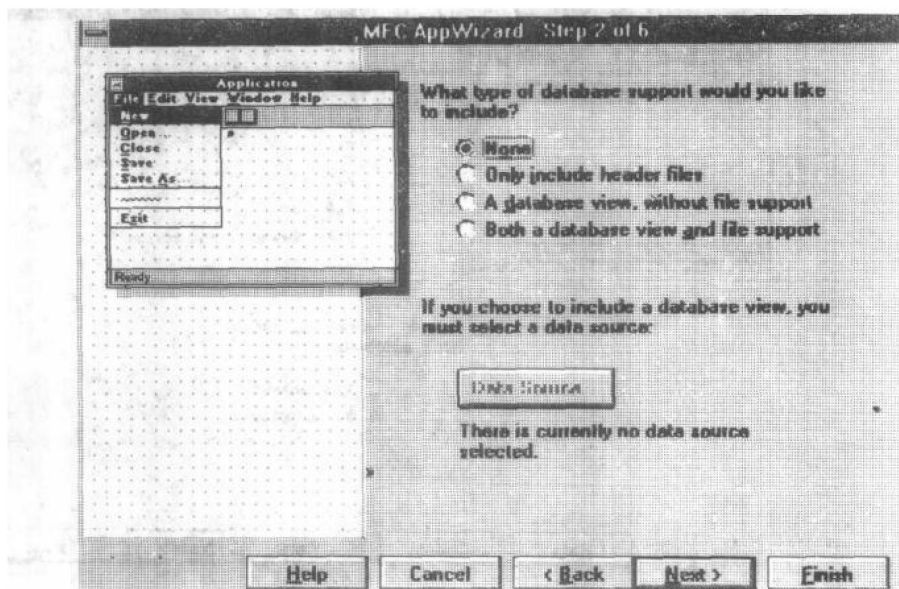 MFC AppWizard - Step 2 of 6
Application
File Edit View Window Help
New
Open...
Close
Save
Save As...
Exit
Ready
What type of database support would you like
to include?
None
Only include header files
A database view, without file support
Both a database view and file support
If you choose to include a database view, you
must select a data source:
Data Source...
There is currently no data source
selected.
Help
Cancel
< Back
Next >
Finish